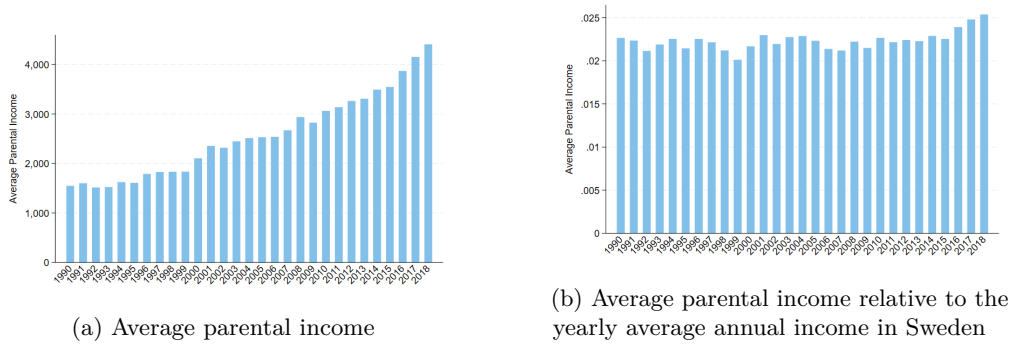 Average Parental Income
4,000
3,000
2,000
1,000
0
1990 1991 1992 1993 1994 1995 1996 1997 1998 1999 2000 2001 2002 2003 2004 2005 2006 2007 2008 2009 2010 2011 2012 2013 2014 2015 2016 2017 2018
(a) Average parental income
Average Parental Income
.025
.02
.015
.01
.005
0
1990 1991 1992 1993 1994 1995 1996 1997 1998 1999 2000 2001 2002 2003 2004 2005 2006 2007 2008 2009 2010 2011 2012 2013 2014 2015 2016 2017 2018
(b) Average parental income relative to the
yearly average annual income in Sweden